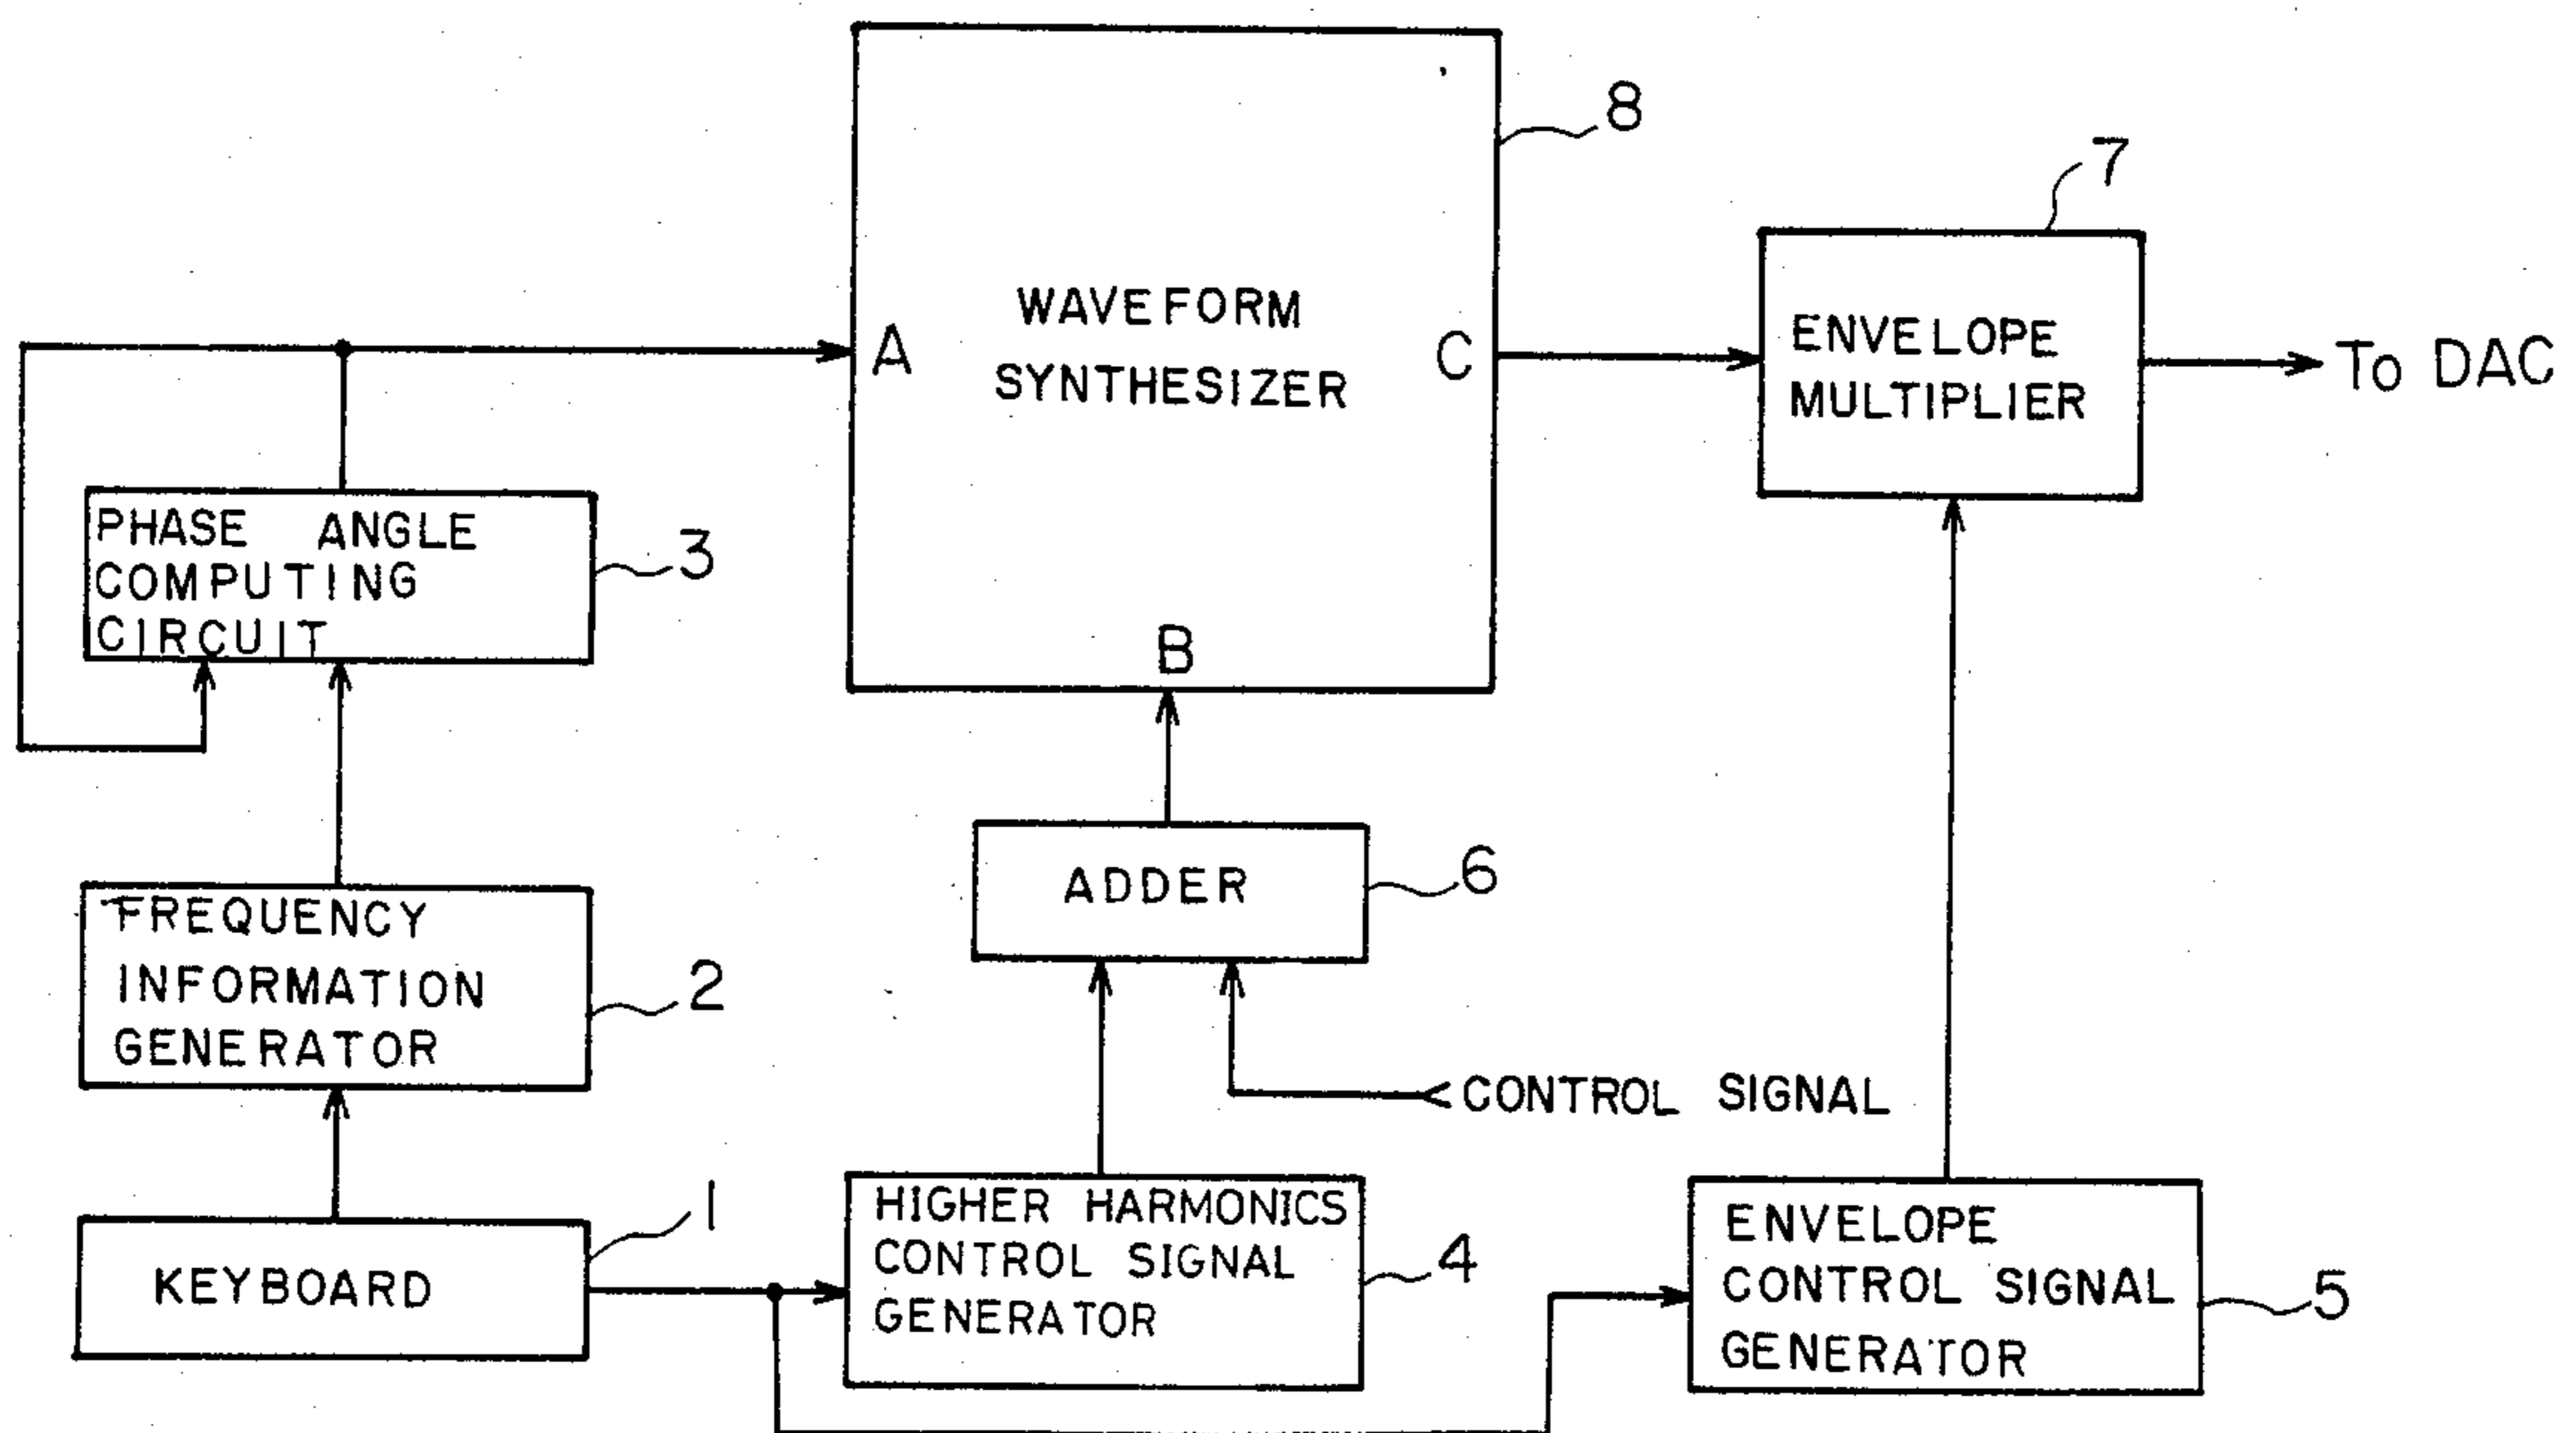 8
7
WAVEFORM
SYNTHESIZER
A
B
C
ENVELOPE
MULTIPLIER
To DAC
PHASE ANGLE
COMPUTING
CIRCUIT
3
ADDER
6
FREQUENCY
INFORMATION
GENERATOR
2
CONTROL SIGNAL
KEYBOARD
1
HIGHER HARMONICS
CONTROL SIGNAL
GENERATOR
4
ENVELOPE
CONTROL SIGNAL
GENERATOR
5